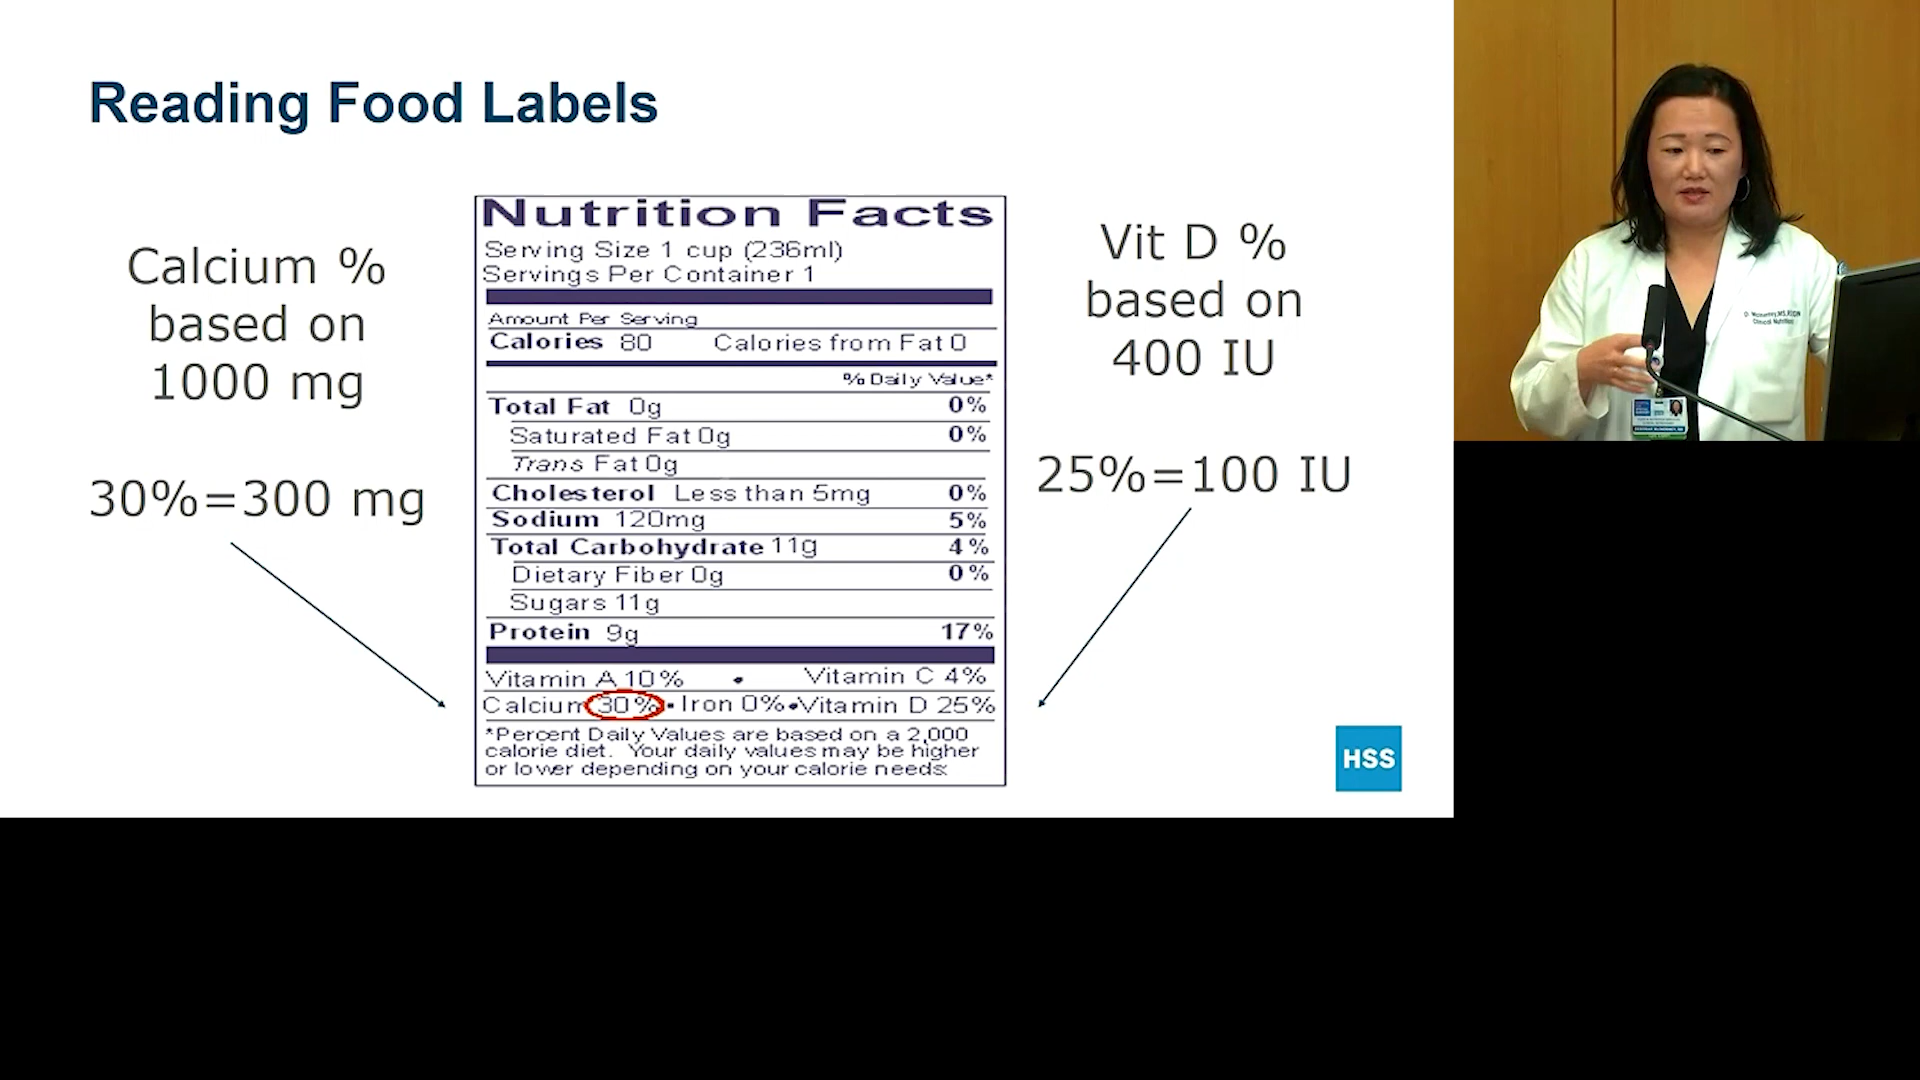 Reading Food Labels
Calcium %
based on
1000 mg
30%=300 mg
Nutrition Facts
Serving Size 1 cup (236ml)
Servings Per Container 1
Amount Per Serving
Calories 80 Calories from Fat 0
% Daily Value*
Total Fat 0g 0%
Saturated Fat 0g 0%
Trans Fat 0g
Cholesterol Less than 5mg 0%
Sodium 120mg 5%
Total Carbohydrate 11g 4%
Dietary Fiber 0g 0%
Sugars 11g
Protein 9g 17%
Vitamin A 10% • Vitamin C 4%
Calcium 30% • Iron 0% • Vitamin D 25%
*Percent Daily Values are based on a 2,000
calorie diet. Your daily values may be higher
or lower depending on your calorie needs:
Vit D %
based on
400 IU
25%=100 IU
HSS
Clinical Nutrition